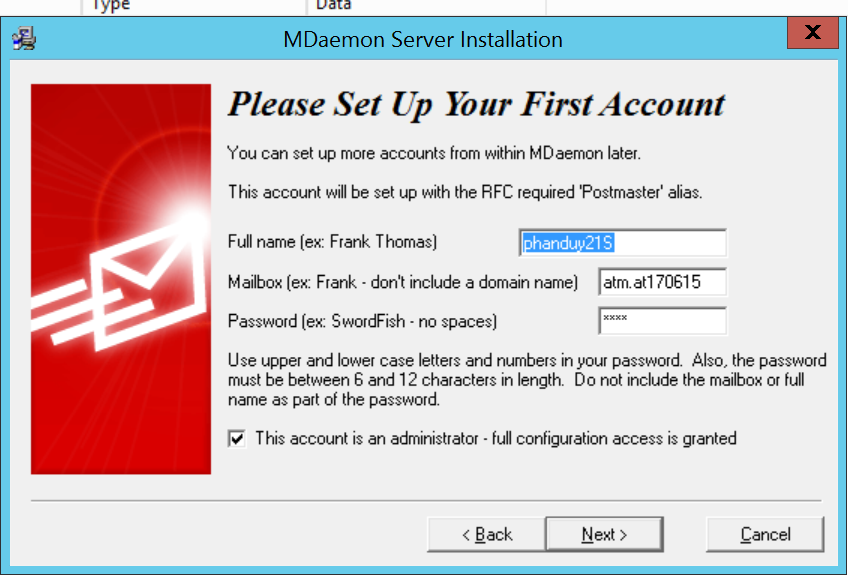 Type Data
MDaemon Server Installation
X
Please Set Up Your First Account
You can set up more accounts from within MDaemon later.
This account will be set up with the RFC required 'Postmaster' alias.
Full name (ex: Frank Thomas) phanduy21S
Mailbox (ex: Frank - don't include a domain name) atm.at170615
Password (ex: SwordFish - no spaces) ****
Use upper and lower case letters and numbers in your password. Also, the password
must be between 6 and 12 characters in length. Do not include the mailbox or full
name as part of the password.
This account is an administrator - full configuration access is granted
< Back Next > Cancel